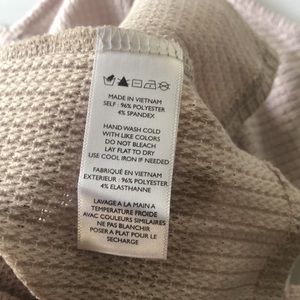 MADE IN VIETNAM
SELF : 96% POLYESTER
4% SPANDEX
HAND WASH COLD
WITH LIKE COLORS
DO NOT BLEACH
LAY FLAT TO DRY
USE COOL IRON IF NEEDED
FABRIQUÉ EN VIETNAM
EXTERIEUR : 96% POLYESTER
4% ELASTHANNE
LAVAGE A LA MAIN A
TEMPERATURE FROIDE
AVEC COULEURS SIMILAIRES
NE PAS BLANCHIR
POSER A PLAT POUR LE
SECHARGE